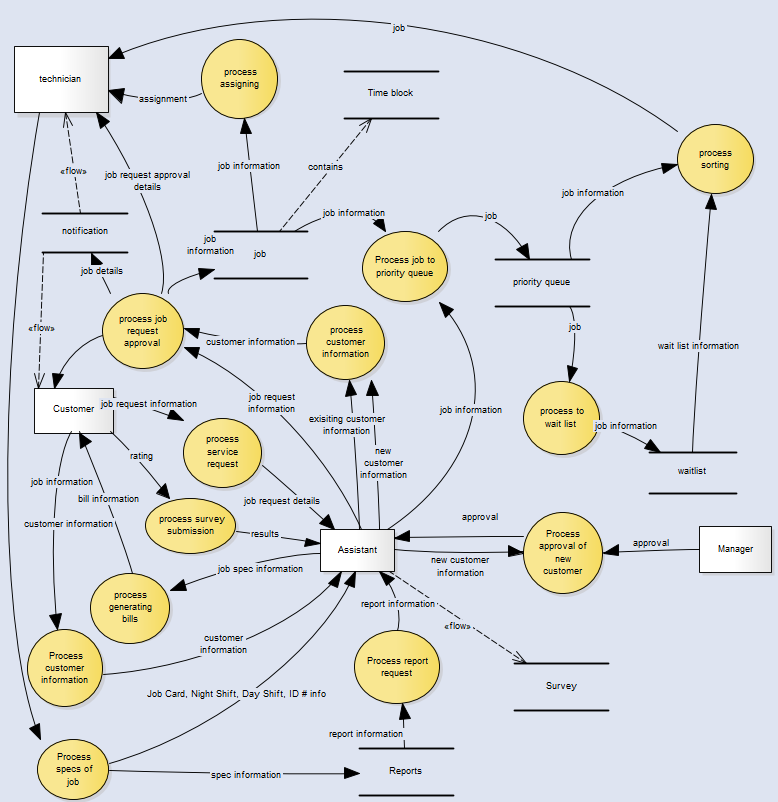 job
process
assigning
technician
Time block
assignment
process
sorting
job information
contains
«flow»
job request approval
details
job information
job information
job
notification
job
information
job
Process job to
priority queue
job details
priority queue
process job
request
approval
«flow»
customer information
process
customer
information
job
wait list information
Customer
job request information
job request
information
job information
process to
wait list
exisiting customer
information
job information
process
service
request
new
customer
information
rating
waitlist
job information
bill information
job request details
customer information
process survey
submission
results
approval
Assistant
Process
approval of
new
customer
approval
Manager
job spec information
new customer
information
process
generating
bills
report information
«flow»
customer
information
Process
customer
information
Process report
request
Survey
Job Card, Night Shift, Day Shift, ID # info
report information
Process
specs of
job
spec information
Reports